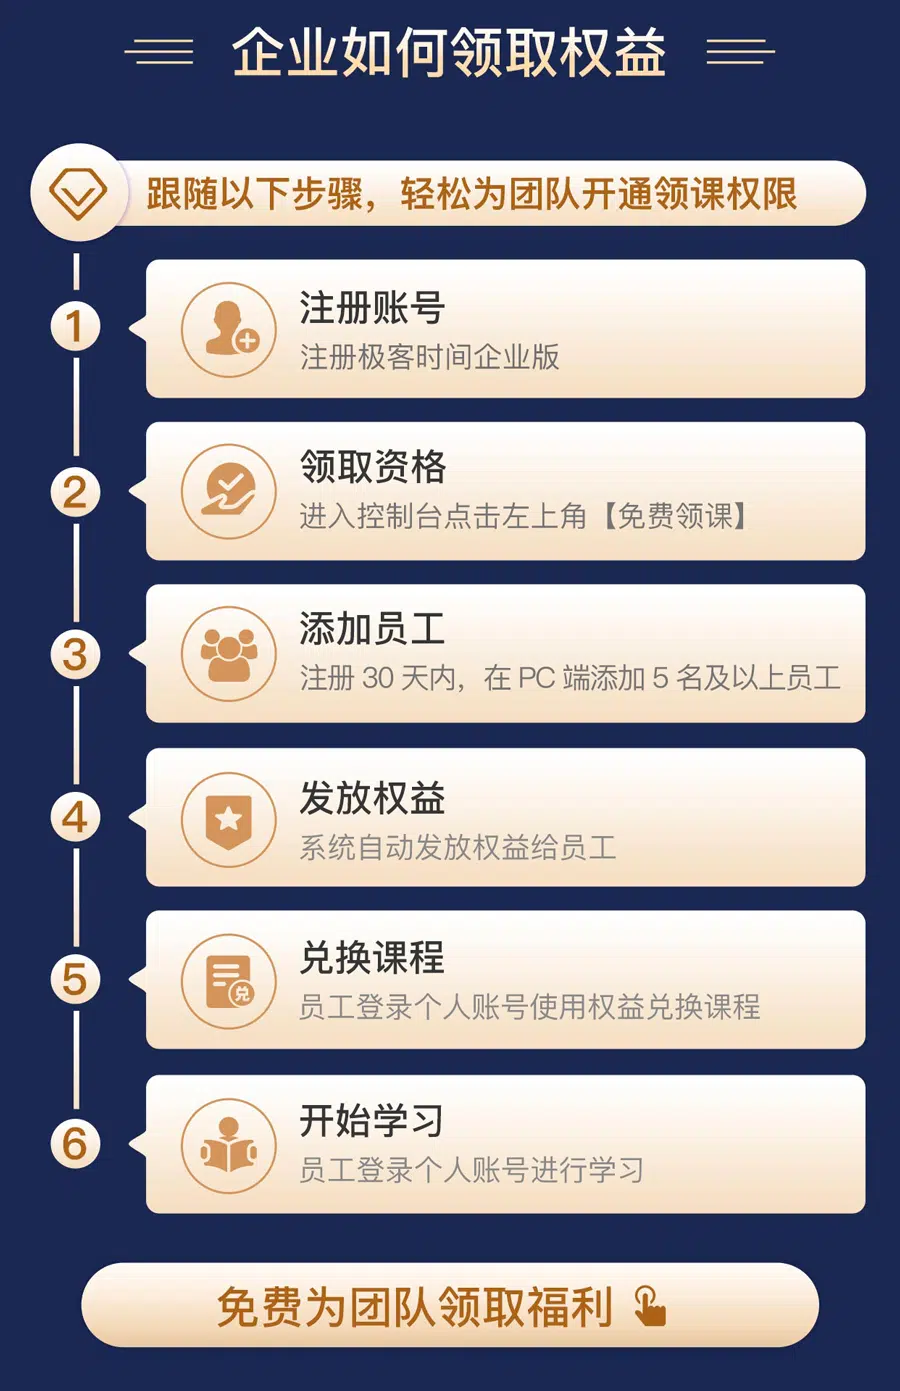 企业如何领取权益
跟随以下步骤，轻松为团队开通领课权限
1
注册账号
注册极客时间企业版
2
领取资格
进入控制台点击左上角【免费领课】
3
添加员工
注册 30 天内，在 PC 端添加 5 名及以上员工
4
发放权益
系统自动发放权益给员工
5
兑换课程
兑
员工登录个人账号使用权益兑换课程
6
开始学习
员工登录个人账号进行学习
免费为团队领取福利